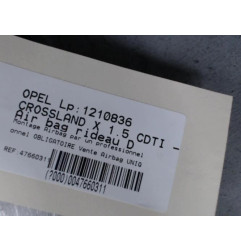 OPEL LP:1210836
CROSSLAND X 1.5 CDTI -
Air bag rideau D
Montage Airbag par un professionnel
onnel OBLIGATOIRE Vente Airbag UNIQ
REF:4766031
(7000)0047660311